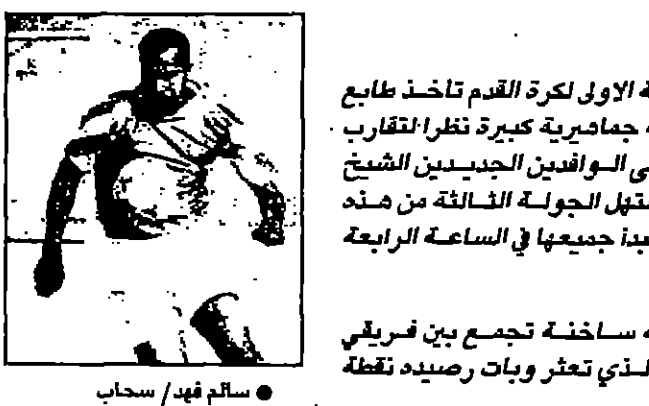 ة الاولى لكرة القدم تأخذ طابع
ه جماهيرية كبيرة نظرا لتقارب
ى الوافدين الجديدين الشيخ
ستهل الجولة الثالثة من هذه
بدأ جميعها في الساعة الرابعة
ه ساخنة تجمع بين فريقي
لذي تعثر وبات رصيده نقطة
● سالم فهد / سحاب